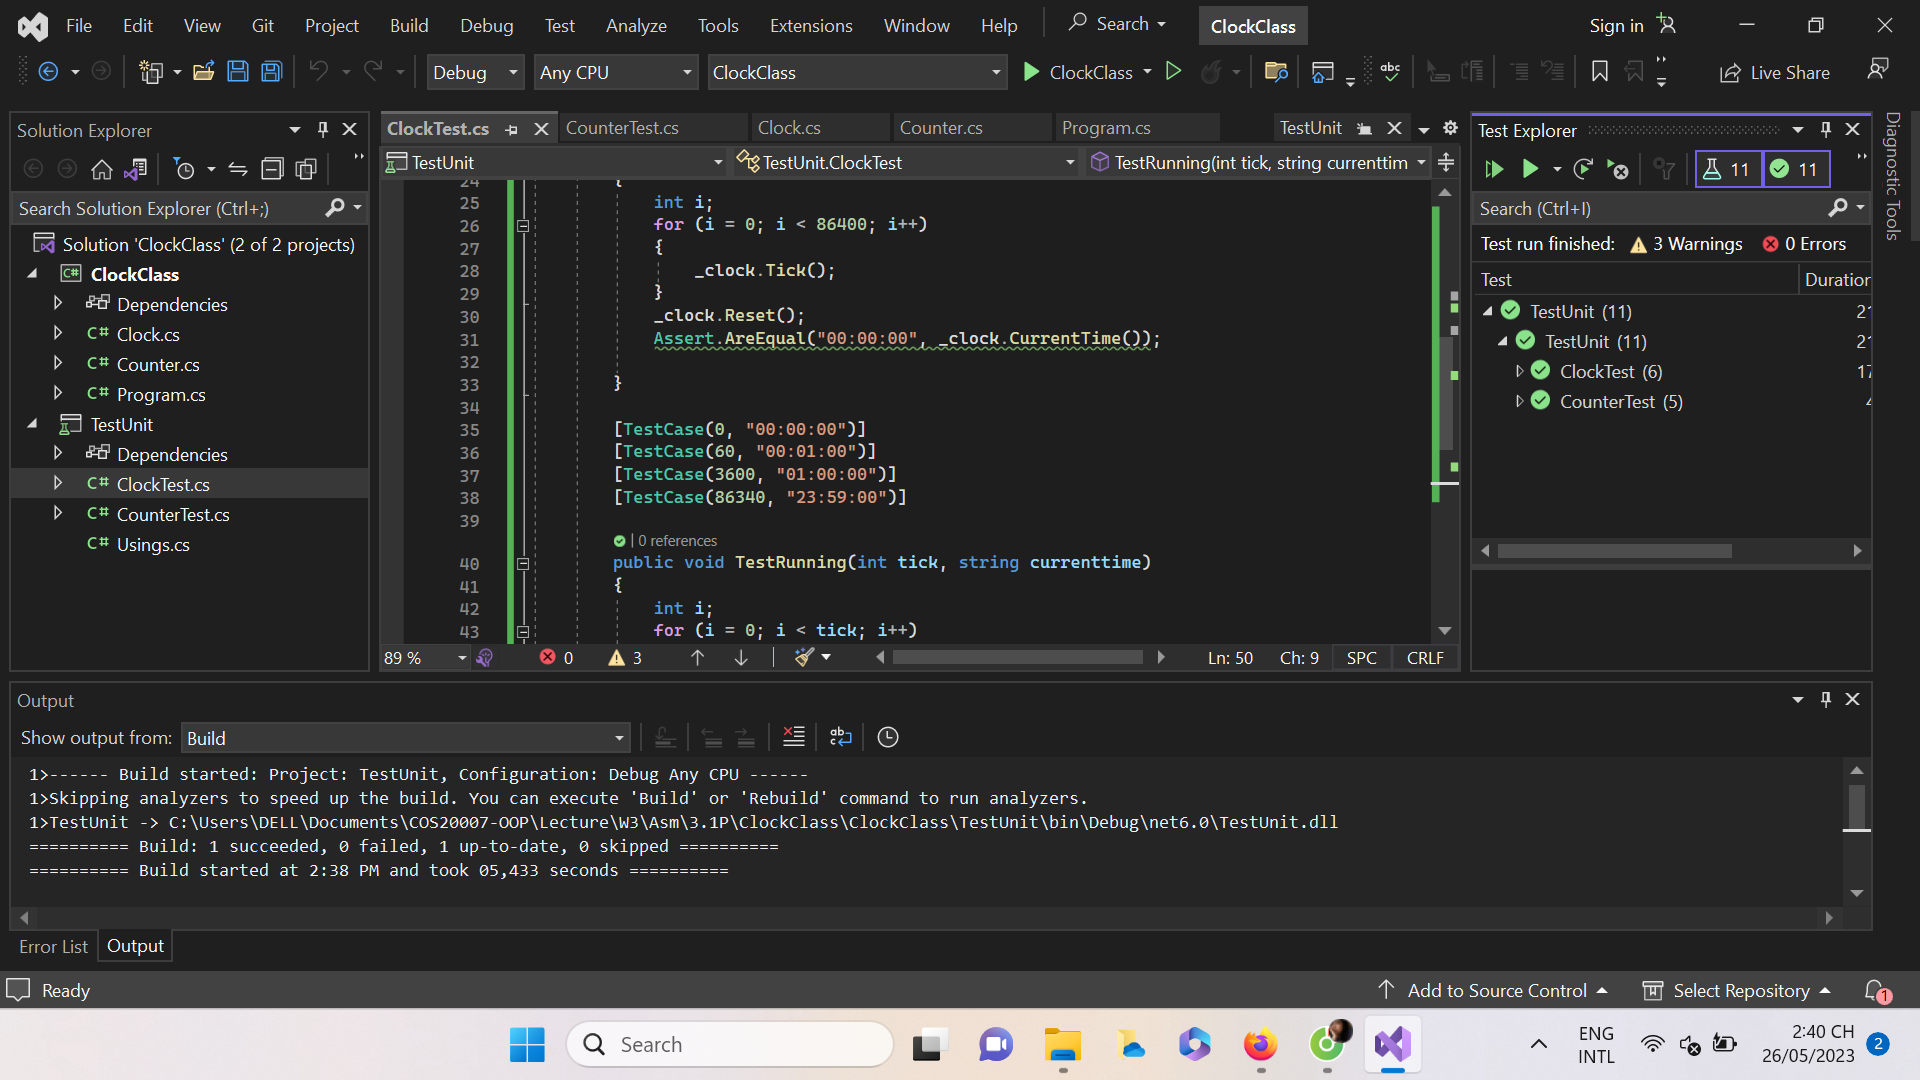 File Edit View Git Project Build Debug Test Analyze Tools Extensions Window Help Search ClockClass Sign in
Debug Any CPU ClockClass ClockClass Live Share
Solution Explorer
Search Solution Explorer (Ctrl+;)
Solution 'ClockClass' (2 of 2 projects)
C# ClockClass
Dependencies
C# Clock.cs
C# Counter.cs
C# Program.cs
TestUnit
Dependencies
C# ClockTest.cs
C# CounterTest.cs
C# Usings.cs
ClockTest.cs CounterTest.cs Clock.cs Counter.cs Program.cs TestUnit
TestUnit TestUnit.ClockTest TestRunning(int tick, string currenttim
24 {
25 int i;
26 for (i = 0; i < 86400; i++)
27 {
28 _clock.Tick();
29 }
30 _clock.Reset();
31 Assert.AreEqual("00:00:00", _clock.CurrentTime());
32
33 }
34
35 [TestCase(0, "00:00:00")]
36 [TestCase(60, "00:01:00")]
37 [TestCase(3600, "01:00:00")]
38 [TestCase(86340, "23:59:00")]
39
| 0 references
40 public void TestRunning(int tick, string currenttime)
41 {
42 int i;
43 for (i = 0; i < tick; i++)
89 % 0 3 Ln: 50 Ch: 9 SPC CRLF
Test Explorer
11 11
Search (Ctrl+I)
Test run finished: 3 Warnings 0 Errors
Test Duration
TestUnit (11)
TestUnit (11)
ClockTest (6)
CounterTest (5)
Diagnostic Tools
Output
Show output from: Build
1>------ Build started: Project: TestUnit, Configuration: Debug Any CPU ------
1>Skipping analyzers to speed up the build. You can execute 'Build' or 'Rebuild' command to run analyzers.
1>TestUnit -> C:\Users\DELL\Documents\COS20007-OOP\Lecture\W3\Asm\3.1P\ClockClass\ClockClass\TestUnit\bin\Debug\net6.0\TestUnit.dll
========== Build: 1 succeeded, 0 failed, 1 up-to-date, 0 skipped ==========
========== Build started at 2:38 PM and took 05,433 seconds ==========
Error List Output
Ready Add to Source Control Select Repository 1
Search
ENG
INTL
2:40 CH
26/05/2023
2